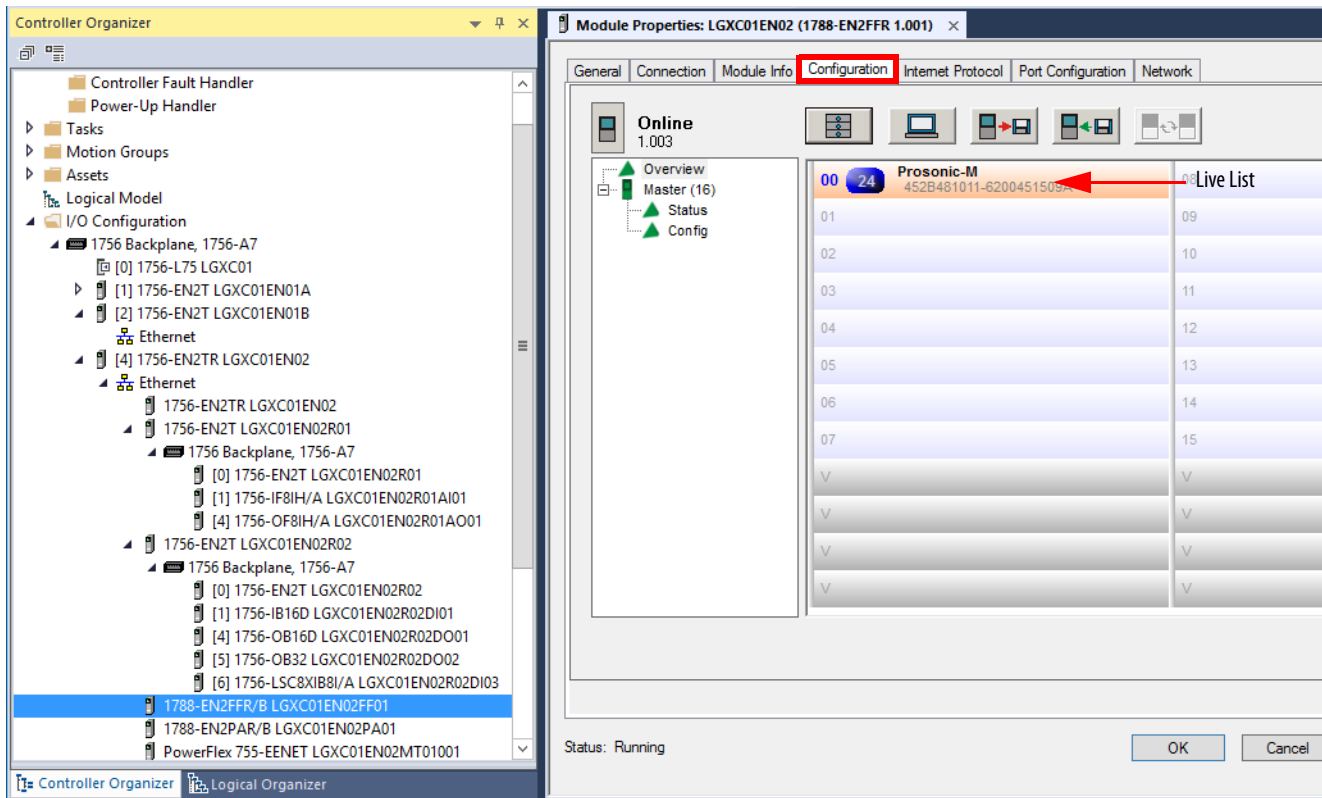 Controller Organizer
Controller Fault Handler
Power-Up Handler
Tasks
Motion Groups
Assets
Logical Model
I/O Configuration
1756 Backplane, 1756-A7
[0] 1756-L75 LGXC01
[1] 1756-EN2T LGXC01EN01A
[2] 1756-EN2T LGXC01EN01B
Ethernet
[4] 1756-EN2TR LGXC01EN02
Ethernet
1756-EN2TR LGXC01EN02
1756-EN2T LGXC01EN02R01
1756 Backplane, 1756-A7
[0] 1756-EN2T LGXC01EN02R01
[1] 1756-IF8IH/A LGXC01EN02R01AI01
[4] 1756-OF8IH/A LGXC01EN02R01AO01
1756-EN2T LGXC01EN02R02
1756 Backplane, 1756-A7
[0] 1756-EN2T LGXC01EN02R02
[1] 1756-IB16D LGXC01EN02R02DI01
[4] 1756-OB16D LGXC01EN02R02DO01
[5] 1756-OB32 LGXC01EN02R02DO02
[6] 1756-LSC8XIB8I/A LGXC01EN02R02DI03
1788-EN2FFR/B LGXC01EN02FF01
1788-EN2PAR/B LGXC01EN02PA01
PowerFlex 755-EENET LGXC01EN02MT01001
Controller Organizer
Logical Organizer
Module Properties: LGXC01EN02 (1788-EN2FFR 1.001)
General
Connection
Module Info
Configuration
Internet Protocol
Port Configuration
Network
Online
1.003
Overview
Master (16)
Status
Config
00
24
Prosonic-M
452B481011-6200451509A
08
Live List
01
09
02
10
03
11
04
12
05
13
06
14
07
15
V
V
V
V
V
V
V
V
Status: Running
OK
Cancel